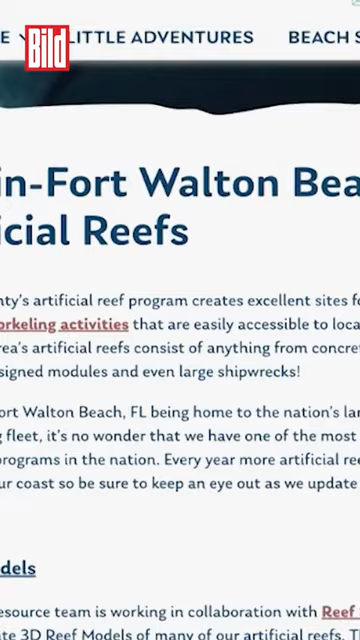 E
Bild
LITTLE ADVENTURES
BEACH S
in-Fort Walton Bea
icial Reefs
nty's artificial reef program creates excellent sites fo
orkeling activities that are easily accessible to loca
rea's artificial reefs consist of anything from concret
signed modules and even large shipwrecks!
ort Walton Beach, FL being home to the nation's lar
g fleet, it's no wonder that we have one of the most
programs in the nation. Every year more artificial ree
ur coast so be sure to keep an eye out as we update
dels
esource team is working in collaboration with Reef
ate 3D Reef Models of many of our artificial reefs. T